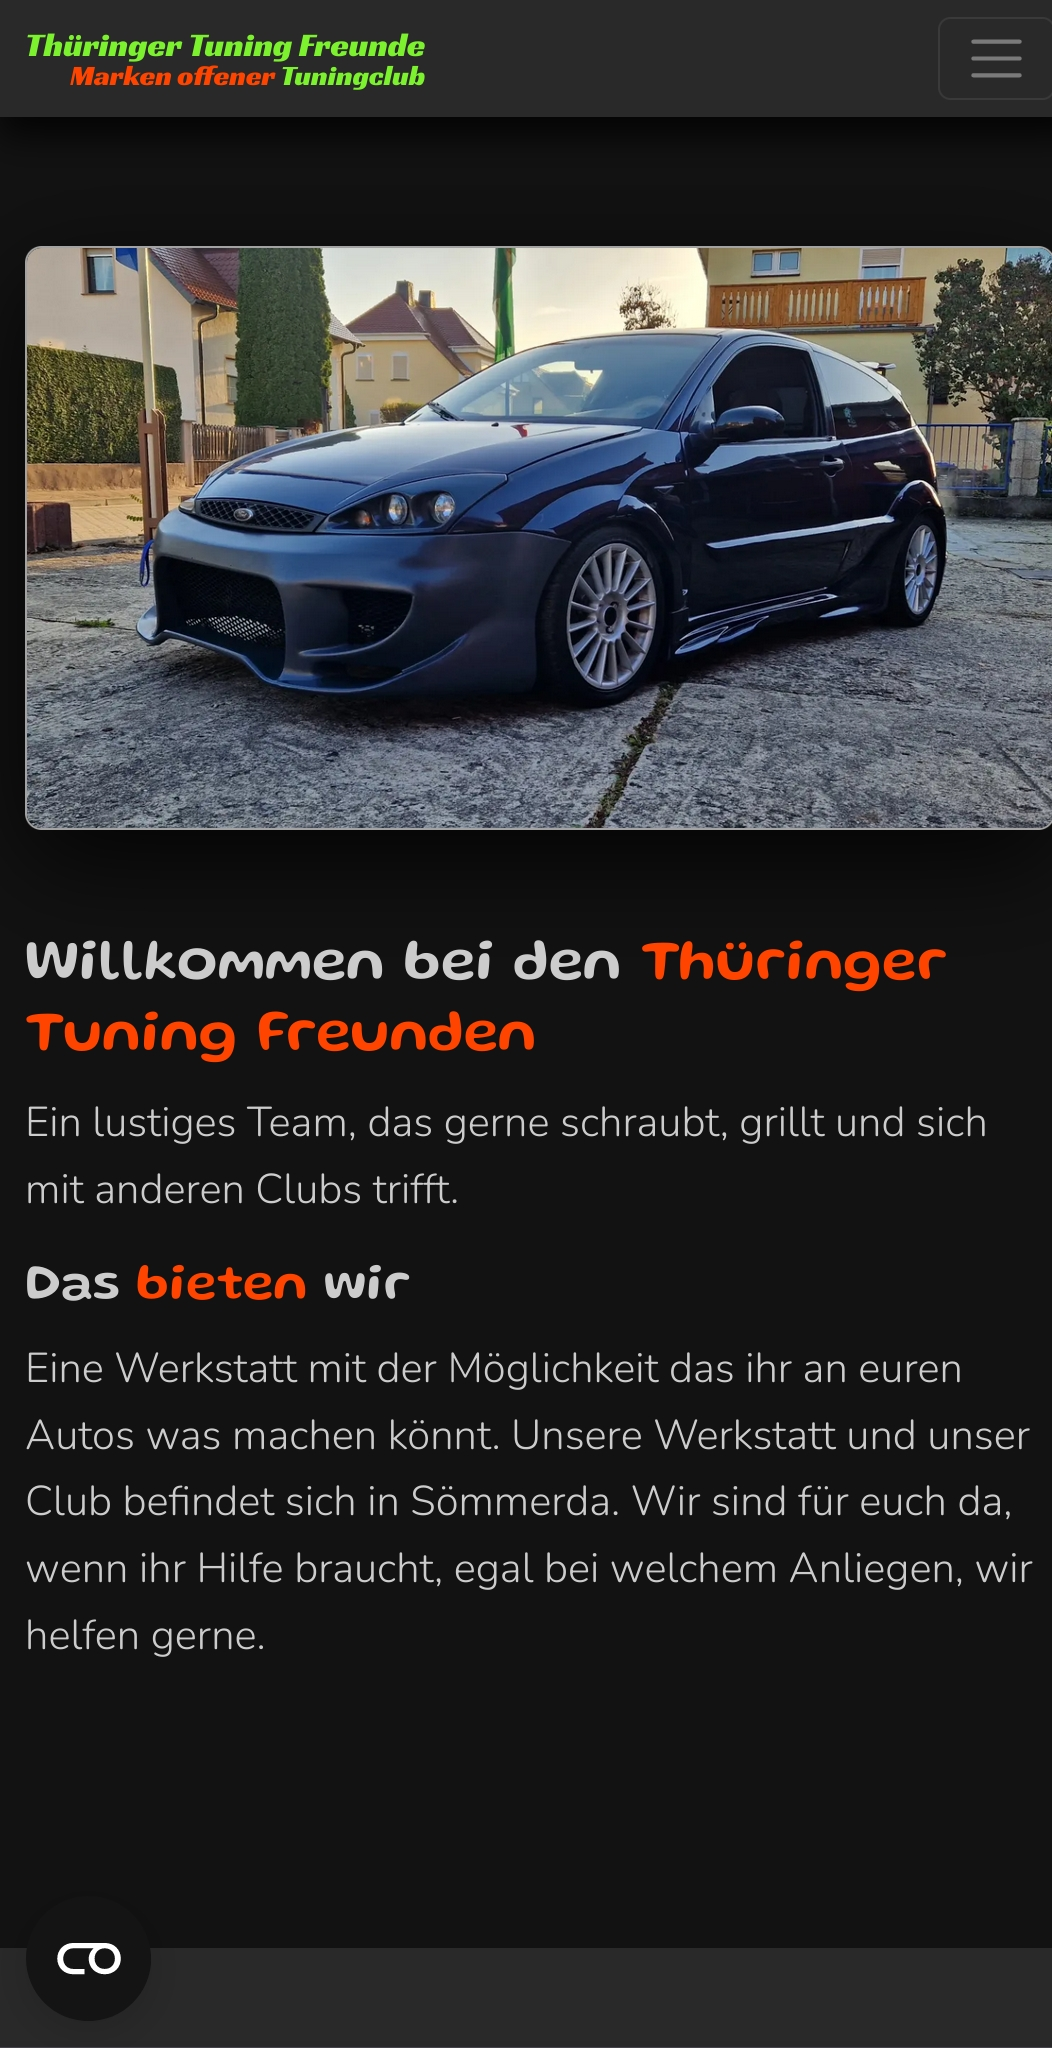 Thüringer Tuning Freunde
Marken offener Tuningclub
Willkommen bei den Thüringer
Tuning Freunden
Ein lustiges Team, das gerne schraubt, grillt und sich
mit anderen Clubs trifft.
Das bieten wir
Eine Werkstatt mit der Möglichkeit das ihr an euren
Autos was machen könnt. Unsere Werkstatt und unser
Club befindet sich in Sömmerda. Wir sind für euch da,
wenn ihr Hilfe braucht, egal bei welchem Anliegen, wir
helfen gerne.